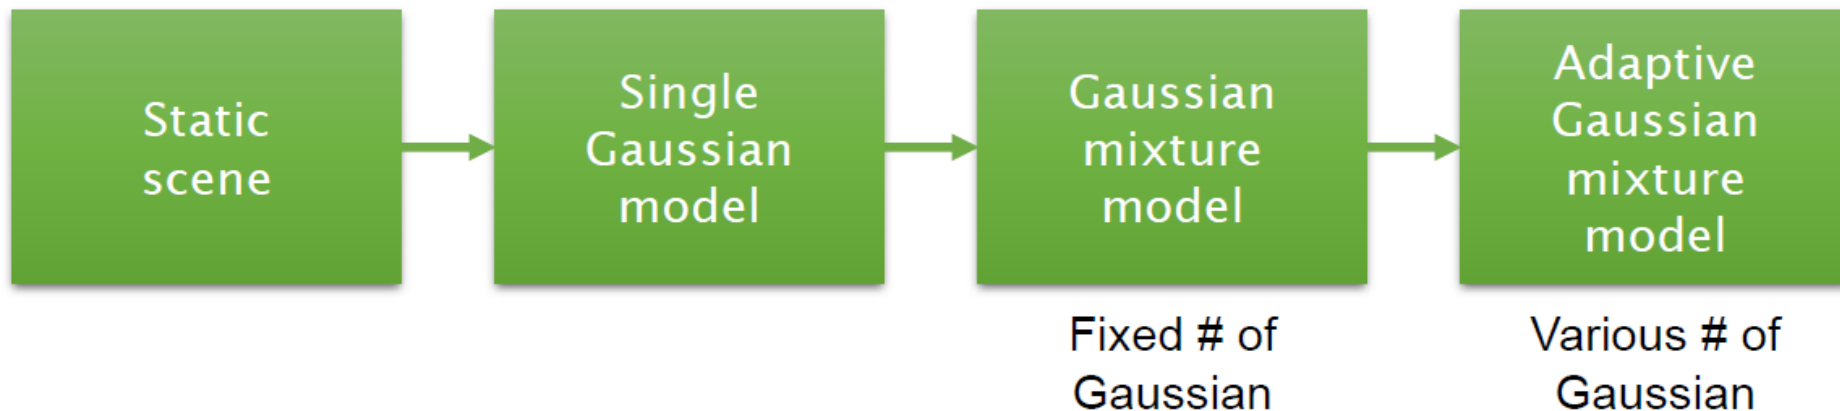 Static
scene
Single
Gaussian
model
Gaussian
mixture
model
Adaptive
Gaussian
mixture
model
Fixed # of
Gaussian
Various # of
Gaussian